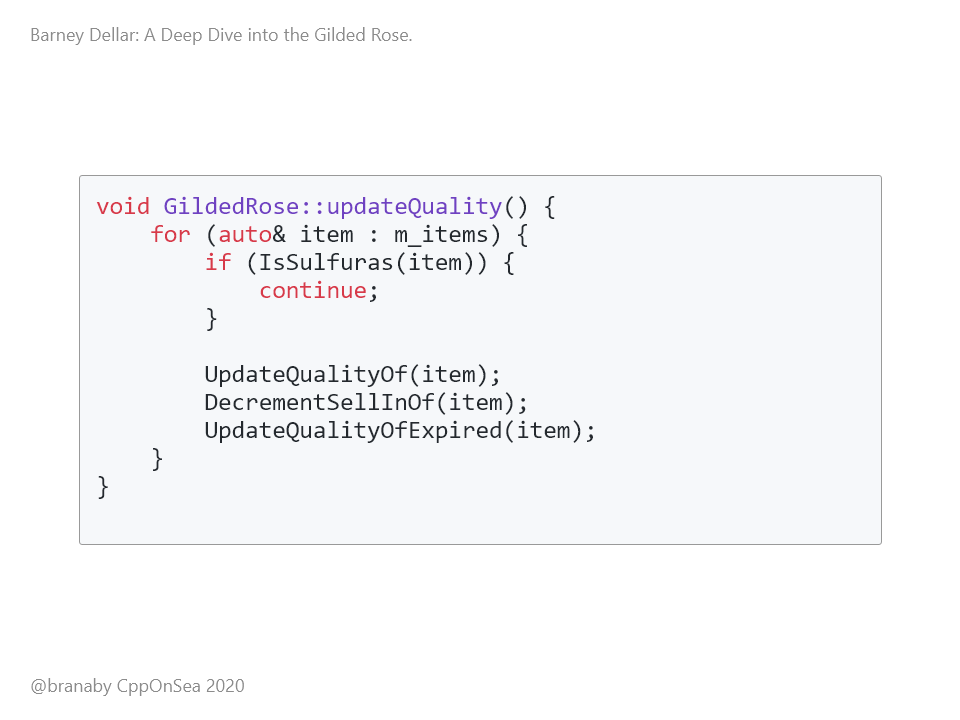 Barney Dellar: A Deep Dive into the Gilded Rose.
void GildedRose::updateQuality() {
    for (auto& item : m_items) {
        if (IsSulfuras(item)) {
            continue;
        }

        UpdateQualityOf(item);
        DecrementSellInOf(item);
        UpdateQualityOfExpired(item);
    }
}
@branaby CppOnSea 2020